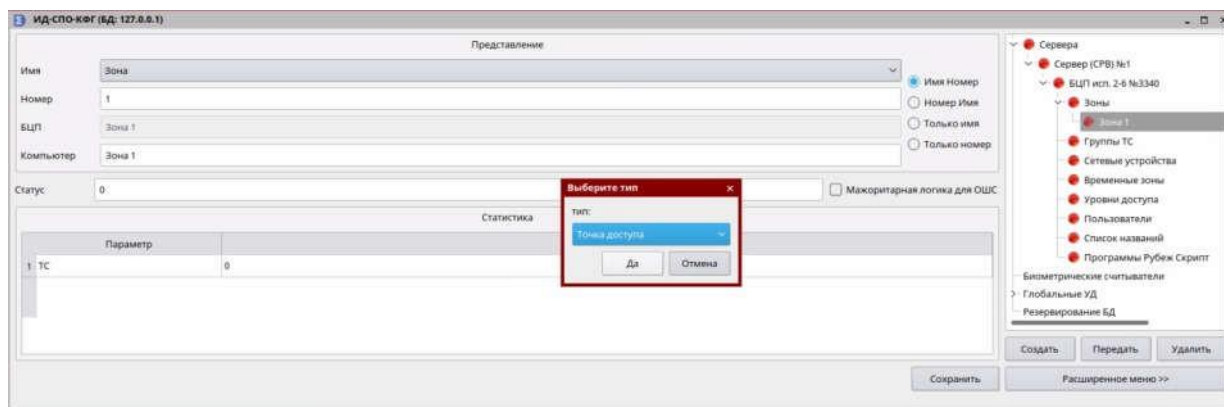 ИД-СПО-КФГ (БД: 127.0.0.1)
Представление
Имя
Зона
Номер
1
БЦП
Зона 1
Компьютер
Зона 1
Имя Номер
Номер Имя
Только имя
Только номер
Статус
0
Мажоритарная логика для ОШС
Статистика
Параметр
1 ТС 0
Выберите тип
тип:
Точка доступа
Да Отмена
Сохранить
Сервера
Сервер (СРВ) №1
БЦП исп. 2-6 №3340
Зоны
Зона 1
Группы ТС
Сетевые устройства
Временные зоны
Уровни доступа
Пользователи
Список названий
Программы Рубеж Скрипт
Биометрические считыватели
Глобальные УД
Резервирование БД
Создать Передать Удалить
Расширенное меню >>